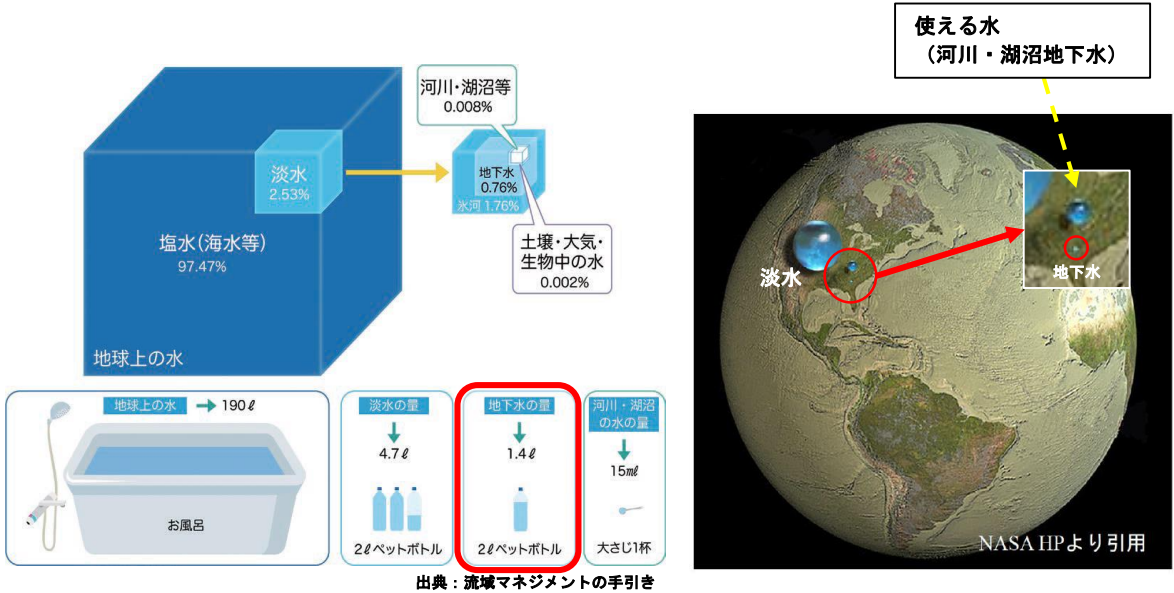 使える水
（河川・湖沼地下水）
河川・湖沼等
0.008%
淡水
2.53%
地下水
0.76%
氷河 1.76%
塩水(海水等)
97.47%
土壌・大気・
生物中の水
0.002%
地球上の水
淡水
地下水
地球上の水 → 190ℓ
お風呂
淡水の量
4.7ℓ
2ℓペットボトル
地下水の量
1.4ℓ
2ℓペットボトル
河川・湖沼
の水の量
15mℓ
大さじ1杯
NASA HPより引用
出典：流域マネジメントの手引き